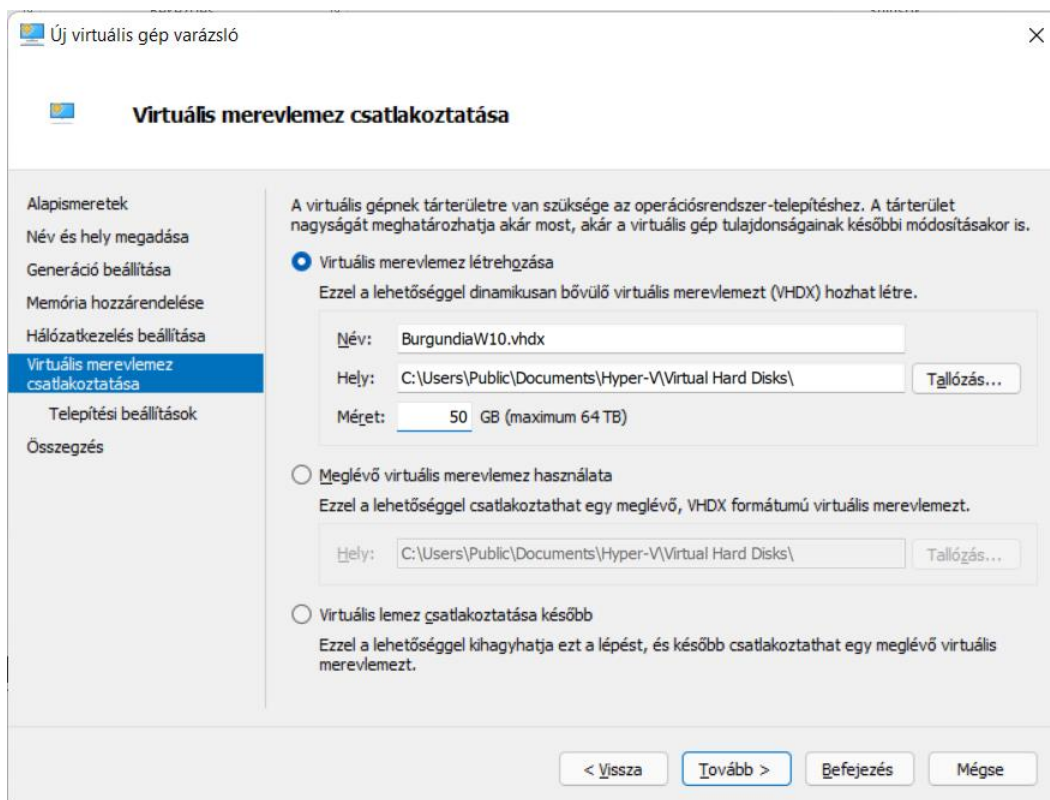 Új virtuális gép varázsló
Virtuális merevlemez csatlakoztatása
Alapismeretek
Név és hely megadása
Generáció beállítása
Memória hozzárendelése
Hálózatkezelés beállítása
Virtuális merevlemez
csatlakoztatása
Telepítési beállítások
Összegzés
A virtuális gépnek tárterületre van szüksége az operációsrendszer-telepítéshez. A tárterület
nagyságát meghatározhatja akár most, akár a virtuális gép tulajdonságainak későbbi módosításakor is.
Virtuális merevlemez létrehozása
Ezzel a lehetőséggel dinamikusan bővülő virtuális merevlemezt (VHDX) hozhat létre.
Név: BurgundiaW10.vhdx
Hely: C:\Users\Public\Documents\Hyper-V\Virtual Hard Disks\ Tallózás...
Méret: 50 GB (maximum 64 TB)
Meglévő virtuális merevlemez használata
Ezzel a lehetőséggel csatlakoztathat egy meglévő, VHDX formátumú virtuális merevlemezt.
Hely: C:\Users\Public\Documents\Hyper-V\Virtual Hard Disks\ Tallózás...
Virtuális lemez csatlakoztatása később
Ezzel a lehetőséggel kihagyhatja ezt a lépést, és később csatlakoztathat egy meglévő virtuális
merevlemezt.
< Vissza Tovább > Befejezés Mégse